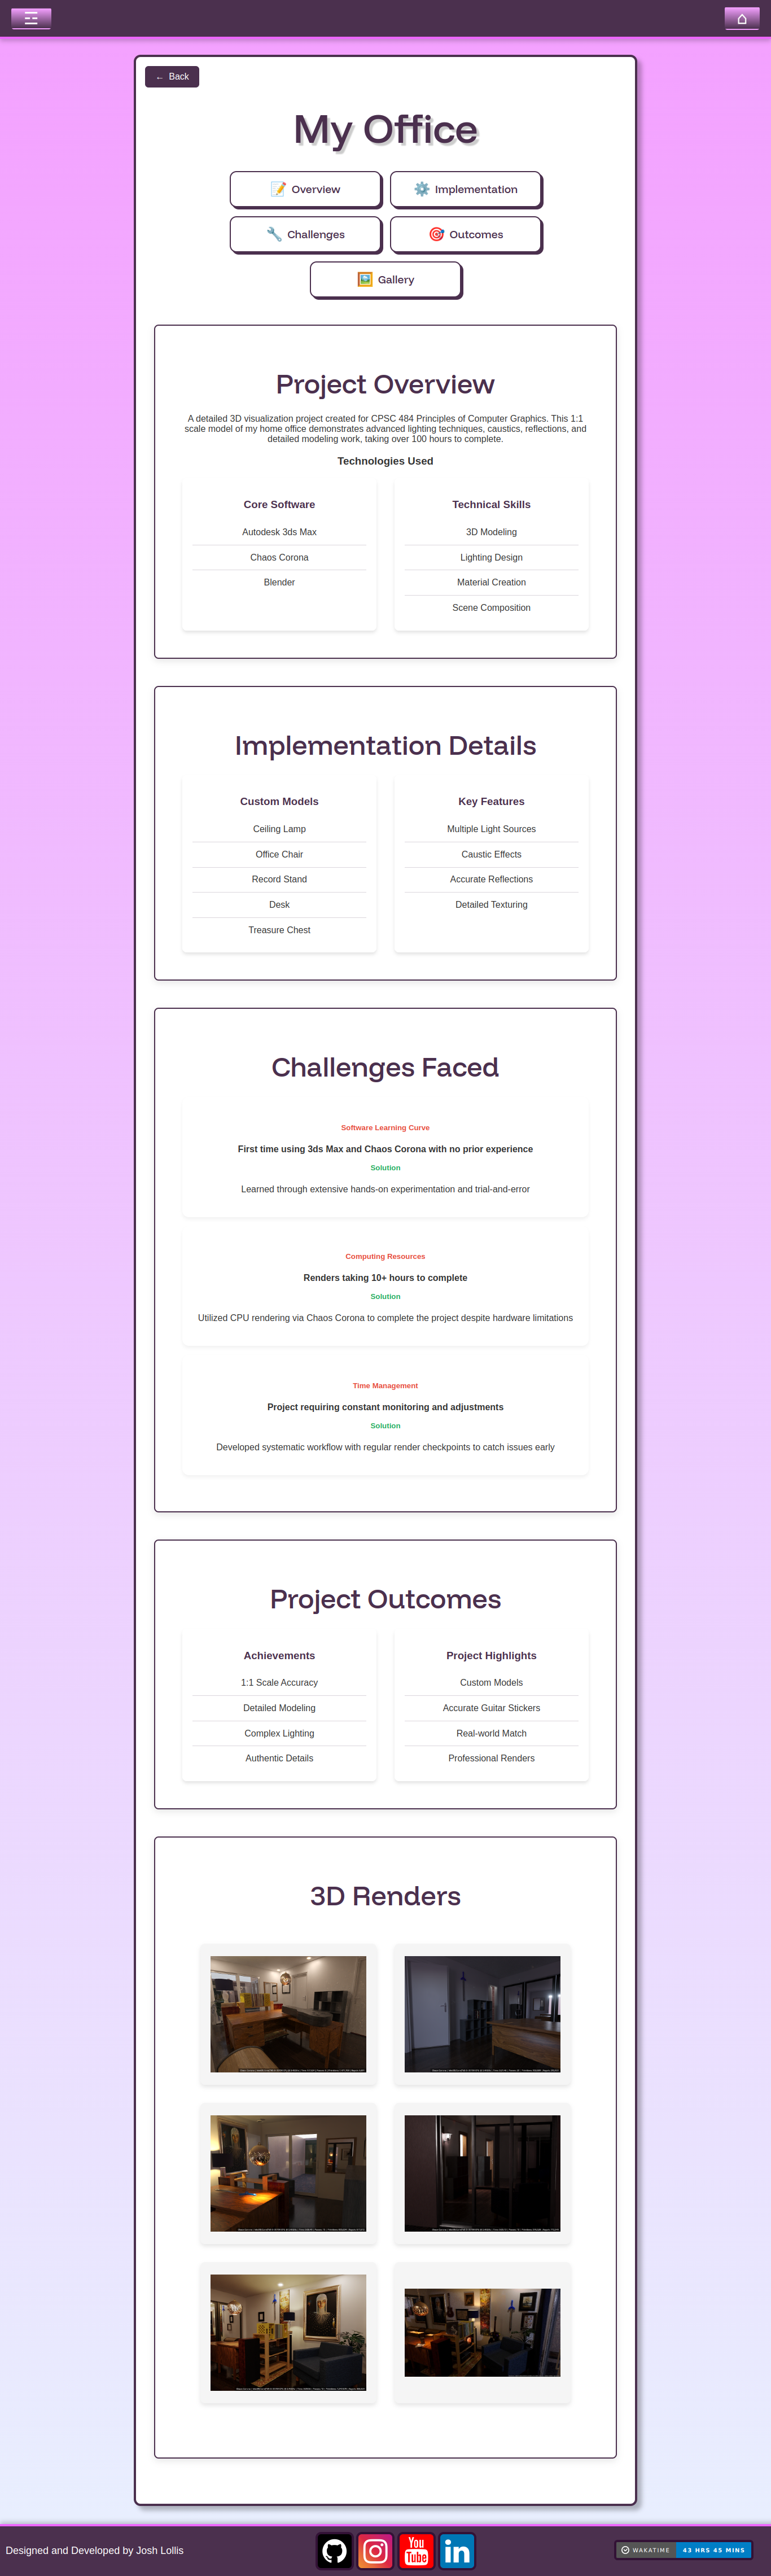 ← Back
My Office
📝 Overview
⚙️ Implementation
🔧 Challenges
🎯 Outcomes
🖼️ Gallery
Project Overview
A detailed 3D visualization project created for CPSC 484 Principles of Computer Graphics. This 1:1
scale model of my home office demonstrates advanced lighting techniques, caustics, reflections, and
detailed modeling work, taking over 100 hours to complete.
Technologies Used
Core Software
Autodesk 3ds Max
Chaos Corona
Blender
Technical Skills
3D Modeling
Lighting Design
Material Creation
Scene Composition
Implementation Details
Custom Models
Ceiling Lamp
Office Chair
Record Stand
Desk
Treasure Chest
Key Features
Multiple Light Sources
Caustic Effects
Accurate Reflections
Detailed Texturing
Challenges Faced
Software Learning Curve
First time using 3ds Max and Chaos Corona with no prior experience
Solution
Learned through extensive hands-on experimentation and trial-and-error
Computing Resources
Renders taking 10+ hours to complete
Solution
Utilized CPU rendering via Chaos Corona to complete the project despite hardware limitations
Time Management
Project requiring constant monitoring and adjustments
Solution
Developed systematic workflow with regular render checkpoints to catch issues early
Project Outcomes
Achievements
1:1 Scale Accuracy
Detailed Modeling
Complex Lighting
Authentic Details
Project Highlights
Custom Models
Accurate Guitar Stickers
Real-world Match
Professional Renders
3D Renders
Designed and Developed by Josh Lollis
You
Tube
in
WAKATIME
43 HRS 45 MINS